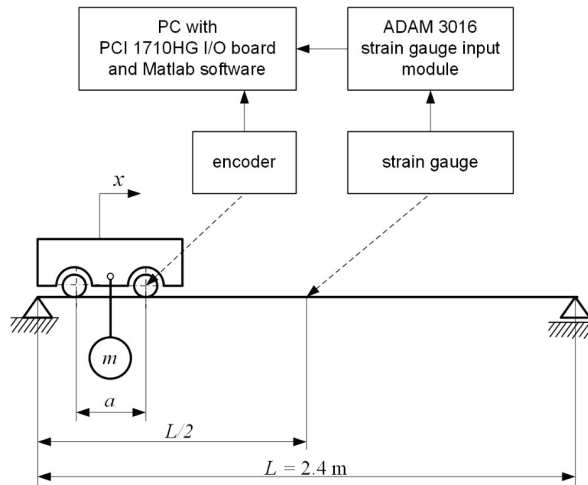 PC with
PCI 1710HG I/O board
and Matlab software
ADAM 3016
strain gauge input
module
encoder
strain gauge
x
m
a
L/2
L = 2.4 m